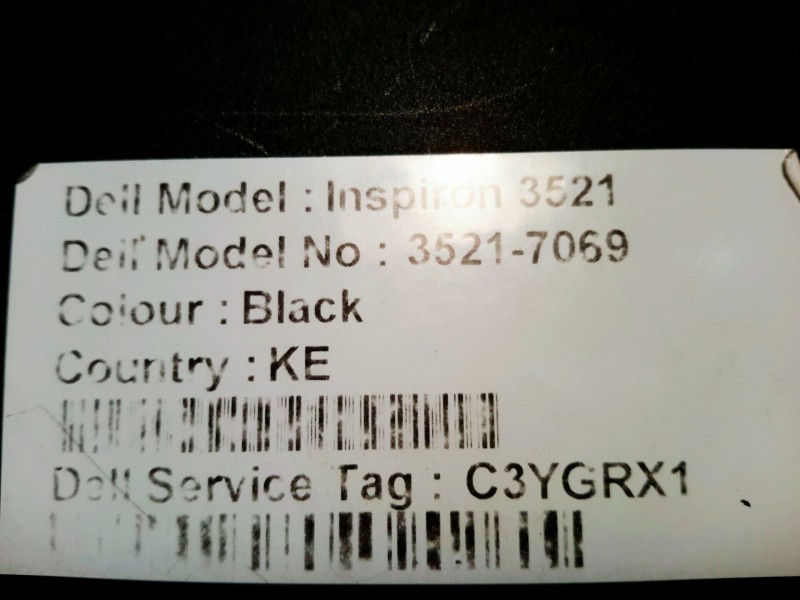 Dell Model : Inspiron 3521
Dell Model No : 3521-7069
Colour : Black
Country : KE
Dell Service Tag : C3YGRX1